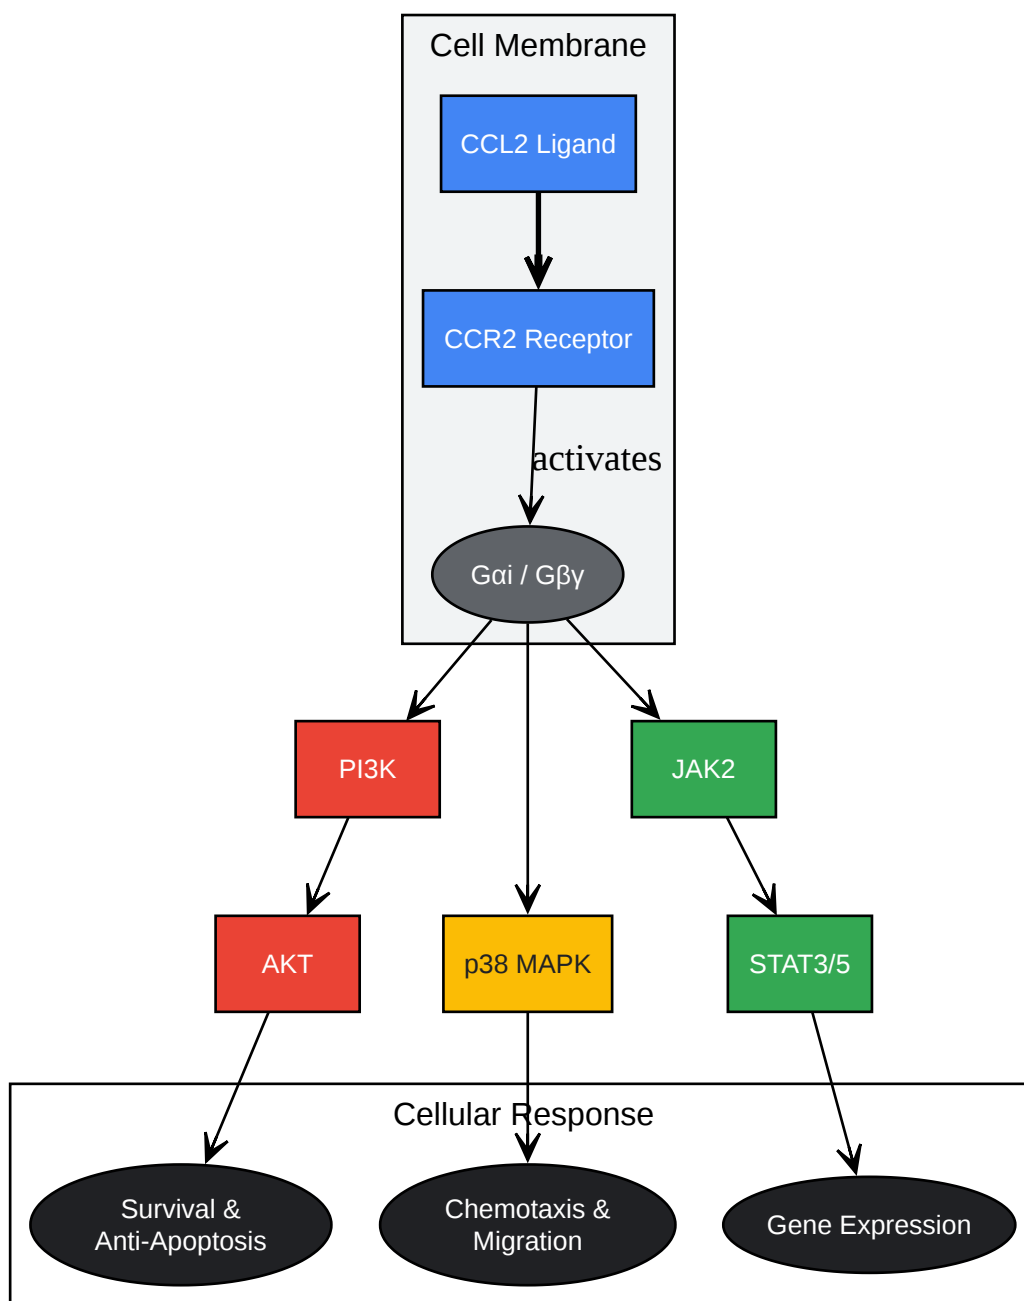 Cell Membrane
CCL2 Ligand
CCR2 Receptor
activates
Gαi / Gβγ
PI3K
JAK2
AKT
p38 MAPK
STAT3/5
Cellular Response
Survival &
Anti-Apoptosis
Chemotaxis &
Migration
Gene Expression